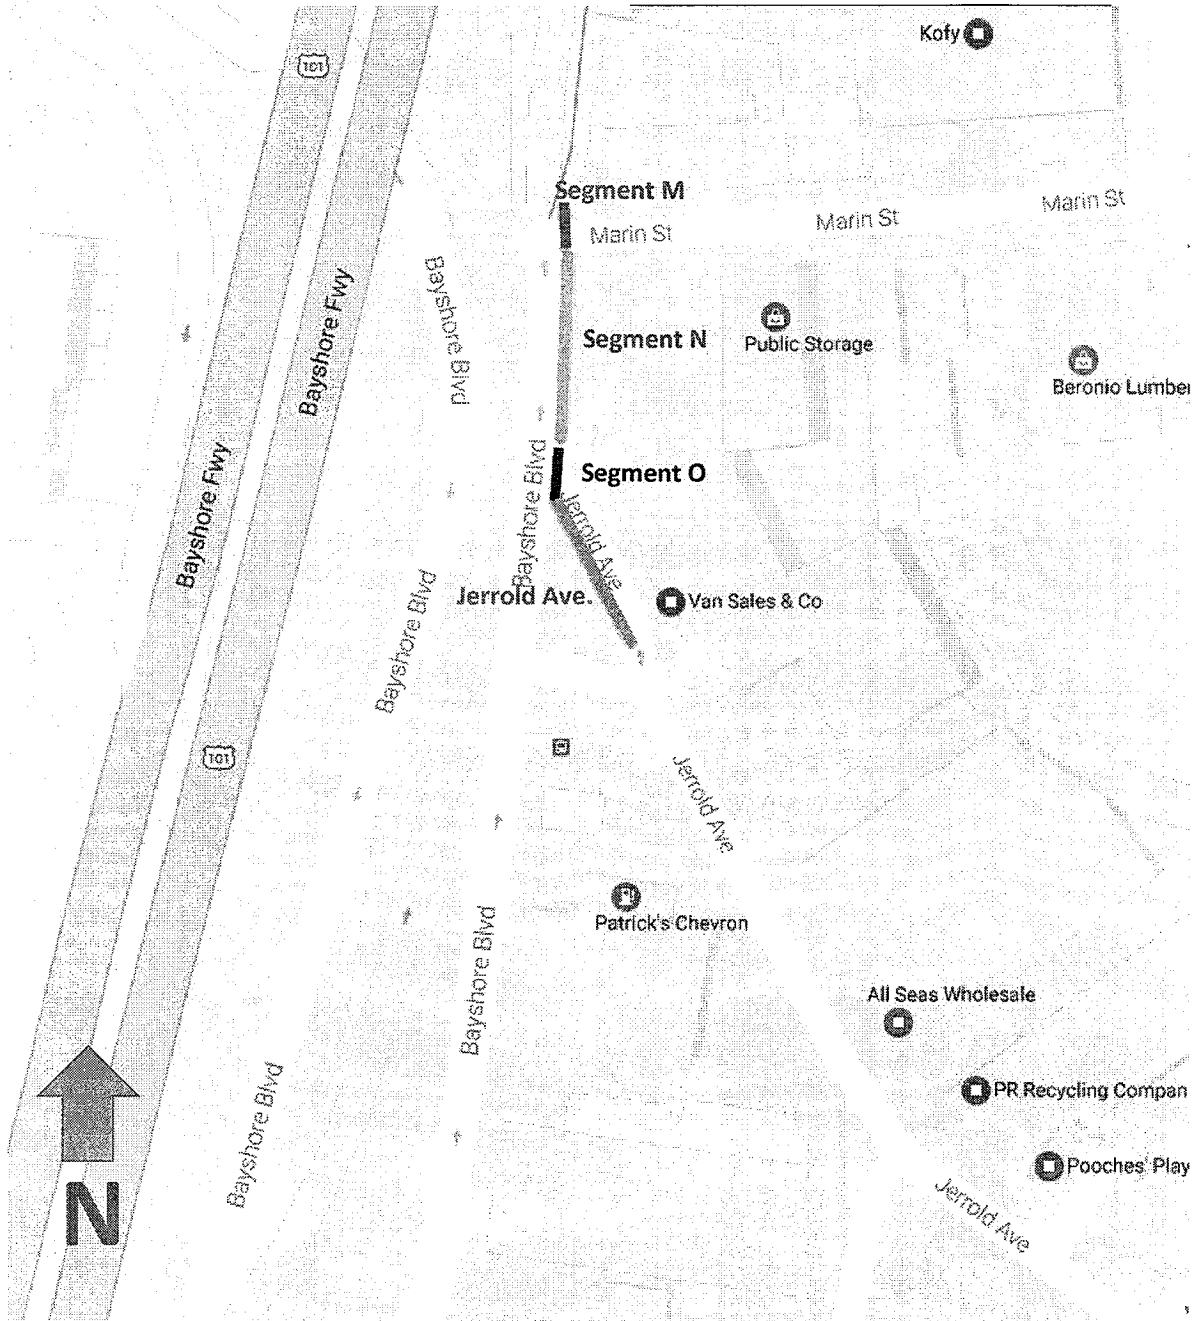 Kofy
101
Segment M
Marin St
Marin St
Marin St
Bayshore Fwy
Bayshore Blvd
Segment N
Public Storage
Beronio Lumber
Bayshore Fwy
Bayshore Blvd
Segment O
Jerrold Ave
Jerrold Ave.
Van Sales & Co
Bayshore Blvd
101
Jerrold Ave
Patrick's Chevron
Bayshore Blvd
All Seas Wholesale
PR Recycling Compan
Bayshore Blvd
Pooches' Play
Jerrold Ave
N